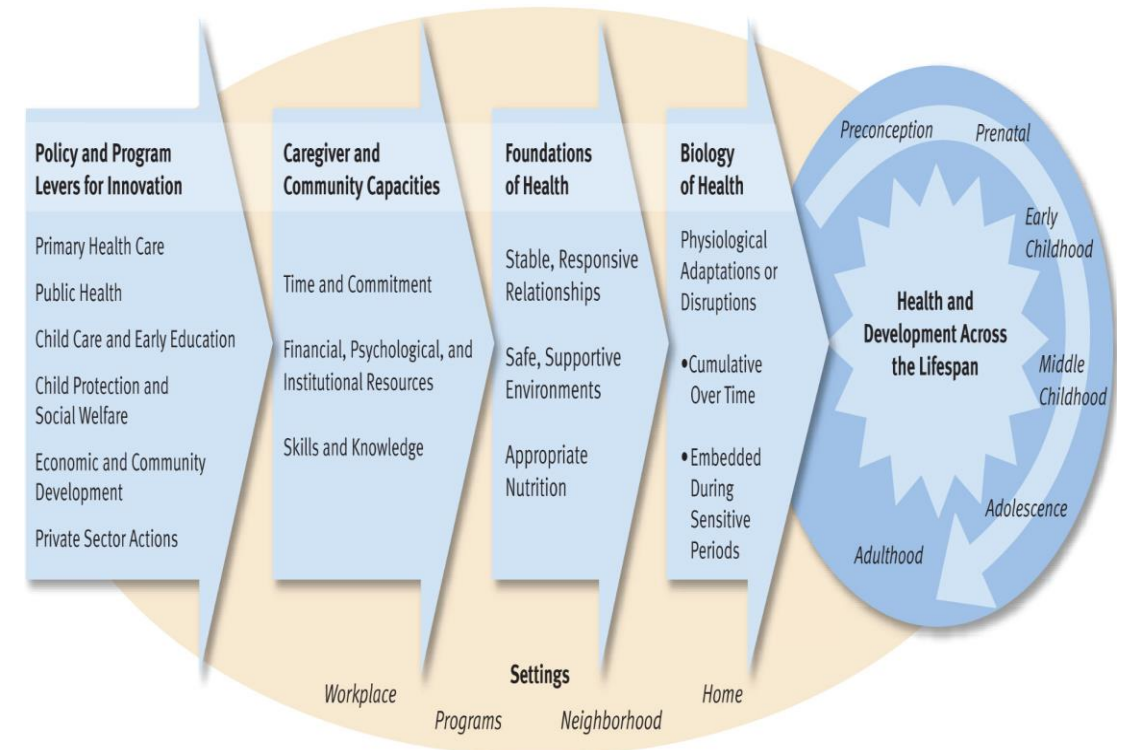 Policy and Program
Levers for Innovation
Primary Health Care
Public Health
Child Care and Early Education
Child Protection and
Social Welfare
Economic and Community
Development
Private Sector Actions
Caregiver and
Community Capacities
Time and Commitment
Financial, Psychological, and
Institutional Resources
Skills and Knowledge
Foundations
of Health
Stable, Responsive
Relationships
Safe, Supportive
Environments
Appropriate
Nutrition
Biology
of Health
Physiological
Adaptations or
Disruptions
•Cumulative
Over Time
•Embedded
During
Sensitive
Periods
Health and
Development Across
the Lifespan
Preconception
Prenatal
Early
Childhood
Middle
Childhood
Adolescence
Adulthood
Settings
Workplace
Programs
Neighborhood
Home